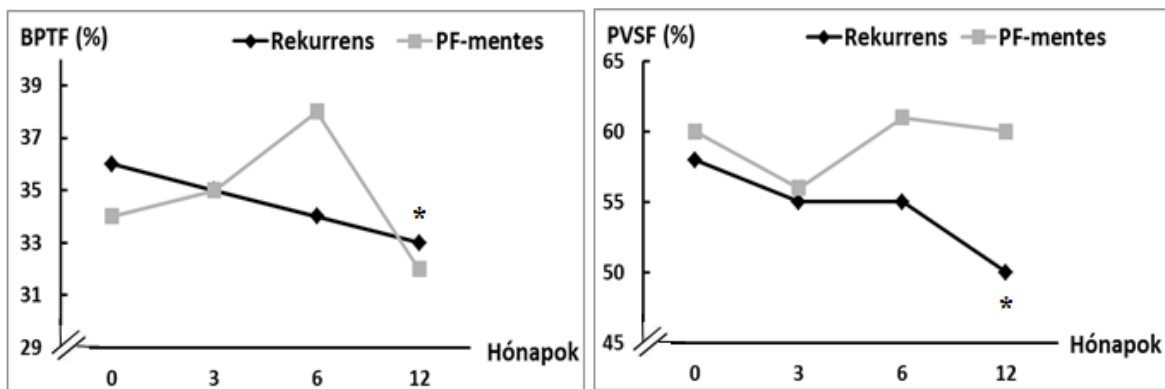 BPTF (%)
Rekurrens
PF-mentes
39
37
35
33
31
29
*
0
3
6
12
Hónapok
PVSF (%)
Rekurrens
PF-mentes
65
60
55
50
45
*
0
3
6
12
Hónapok